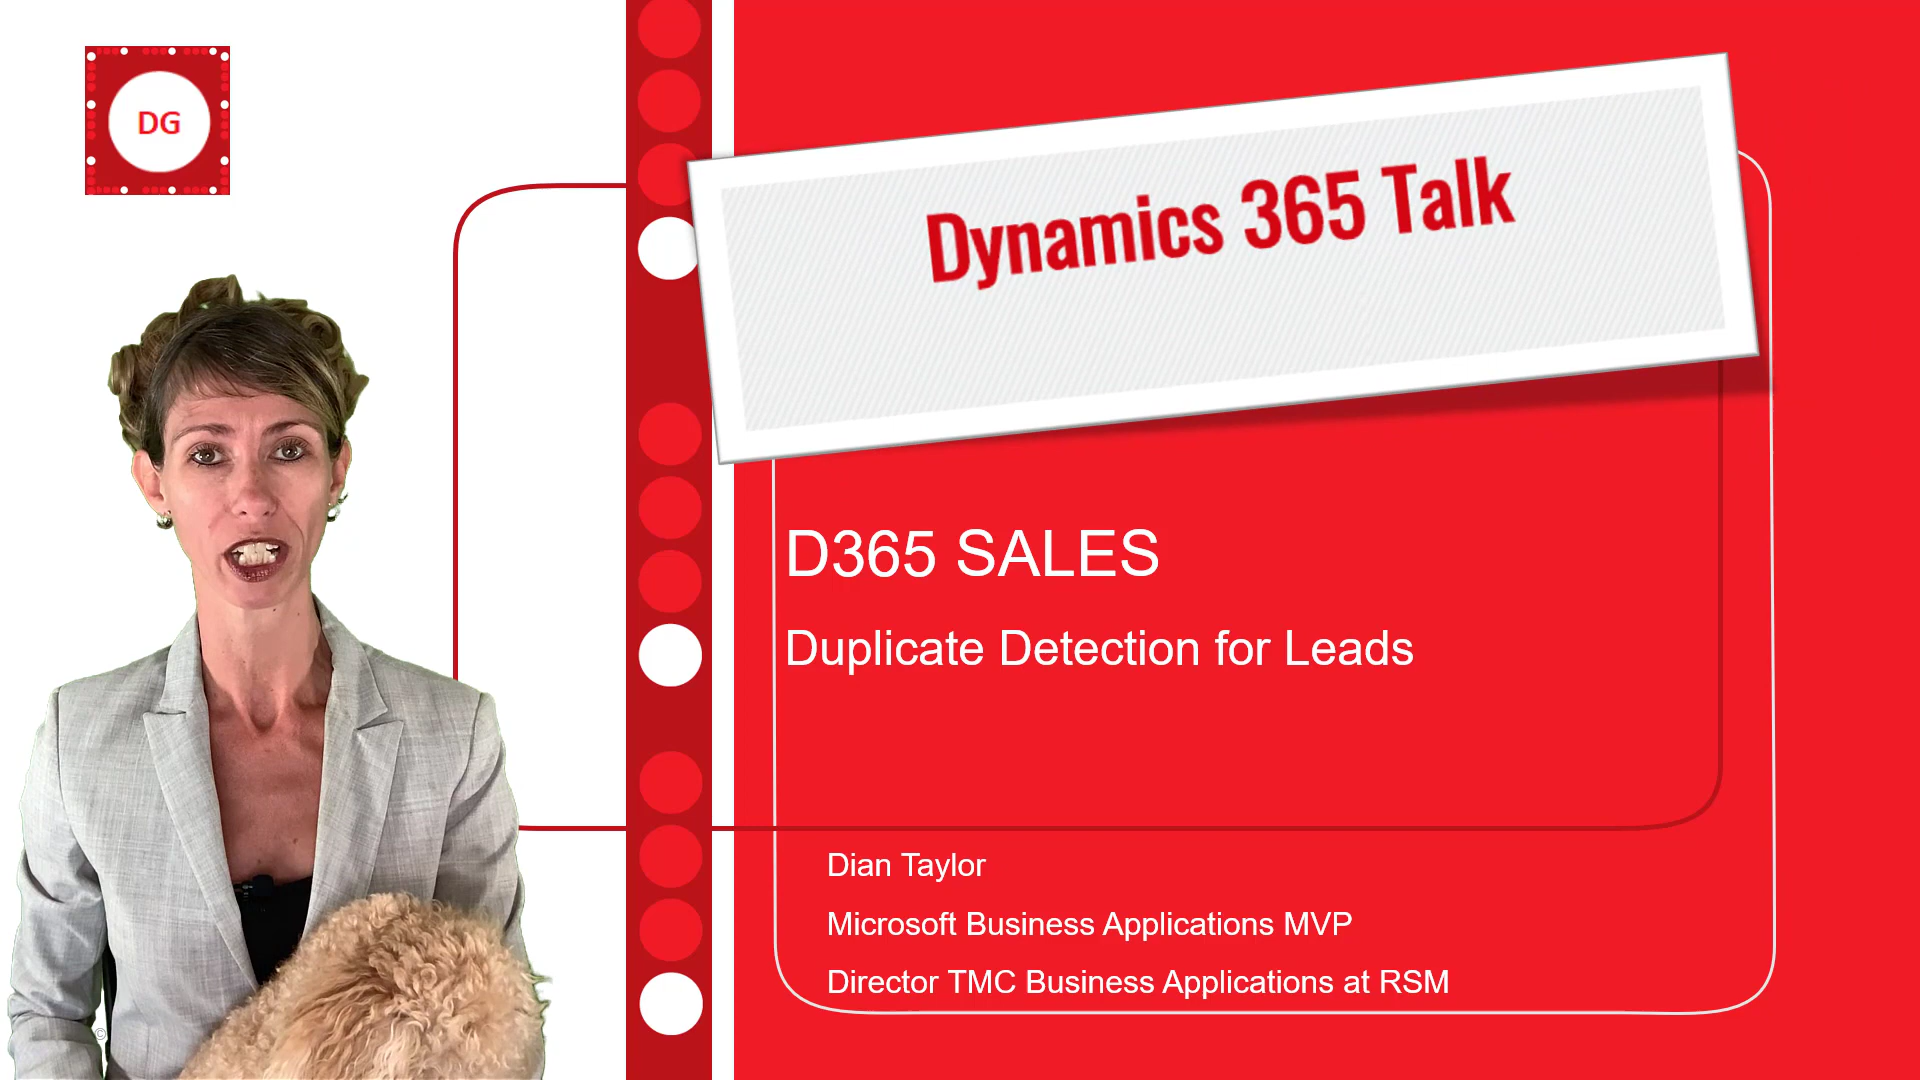 DG
Dynamics 365 Talk
D365 SALES
Duplicate Detection for Leads
Dian Taylor
Microsoft Business Applications MVP
Director TMC Business Applications at RSM
©